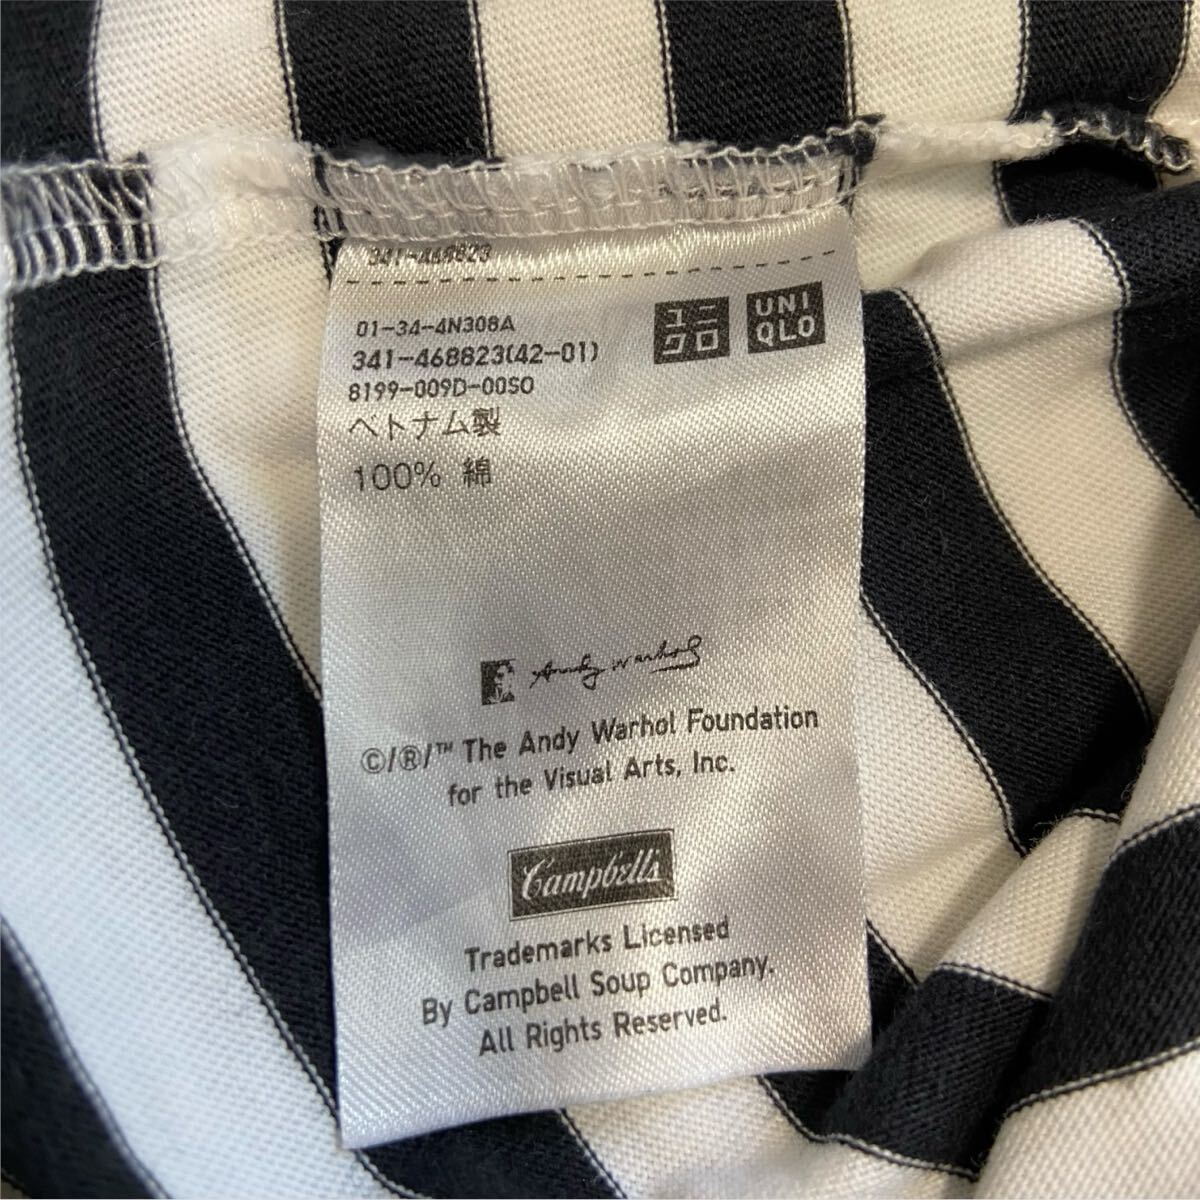 341-468823
01-34-4N308A
341-468823(42-01)
8199-009D-00SO
ベトナム製
100% 綿
ユニクロ
UNI
QLO
Andy Warhol
©/®/™ The Andy Warhol Foundation
for the Visual Arts, Inc.
Campbell's
Trademarks Licensed
By Campbell Soup Company.
All Rights Reserved.